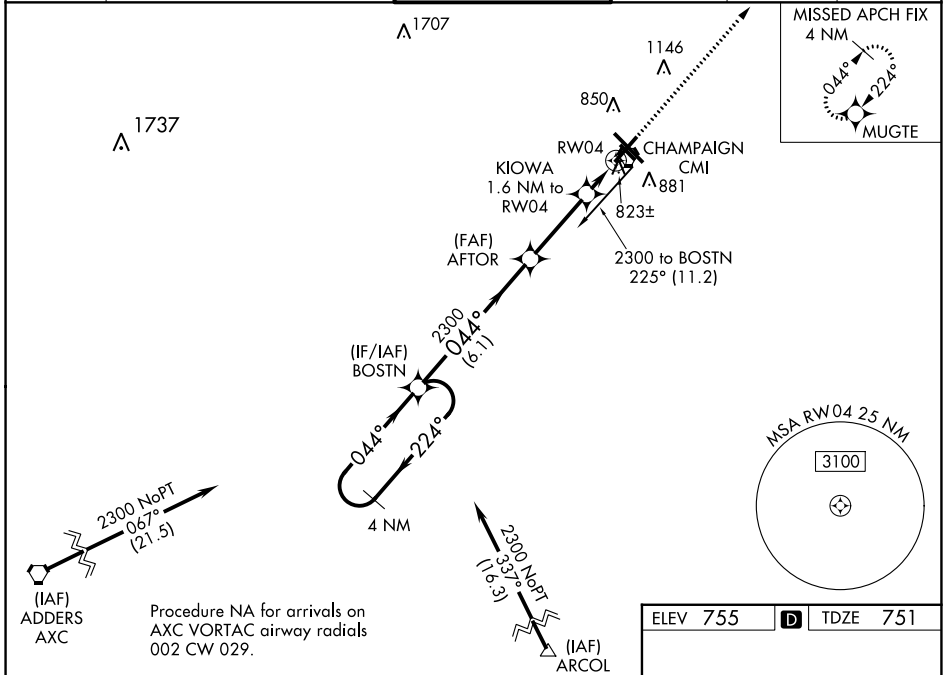 1707
MISSED APCH FIX
4 NM
044°
224°
MUGTE
1146
1737
850
RW04
CHAMPAIGN
CMI
KIOWA
1.6 NM to
RW04
881
823±
(FAF)
AFTOR
2300 to BOSTN
225° (11.2)
2300
044°
(6.1)
(IF/IAF)
BOSTN
044°
224°
4 NM
MSA RW04 25 NM
3100
2300 NoPT
067°
(21.5)
2300 NoPT
337°
(16.3)
(IAF)
ADDERS
AXC
Procedure NA for arrivals on
AXC VORTAC airway radials
002 CW 029.
(IAF)
ARCOL
ELEV 755 D TDZE 751